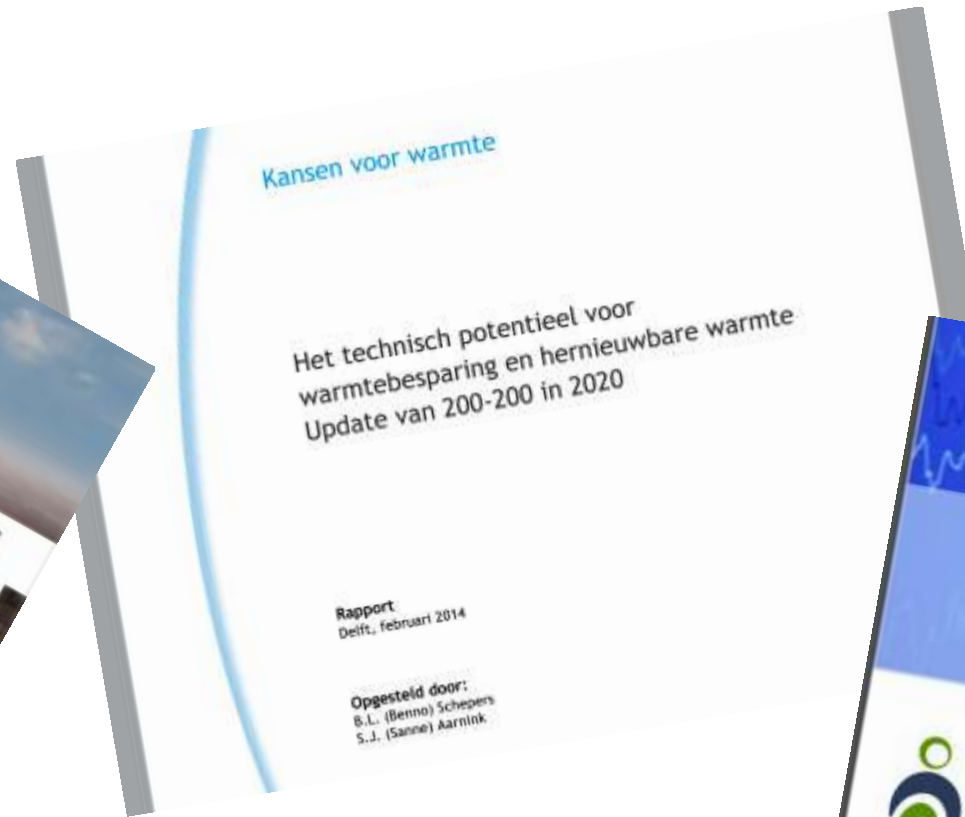 Kansen voor warmte
Het technisch potentieel voor
warmtebesparing en hernieuwbare warmte
Update van 200-200 in 2020
Rapport
Delft, februari 2014
Opgesteld door:
B.L. (Benno) Schepers
S.J. (Sanne) Aarnink